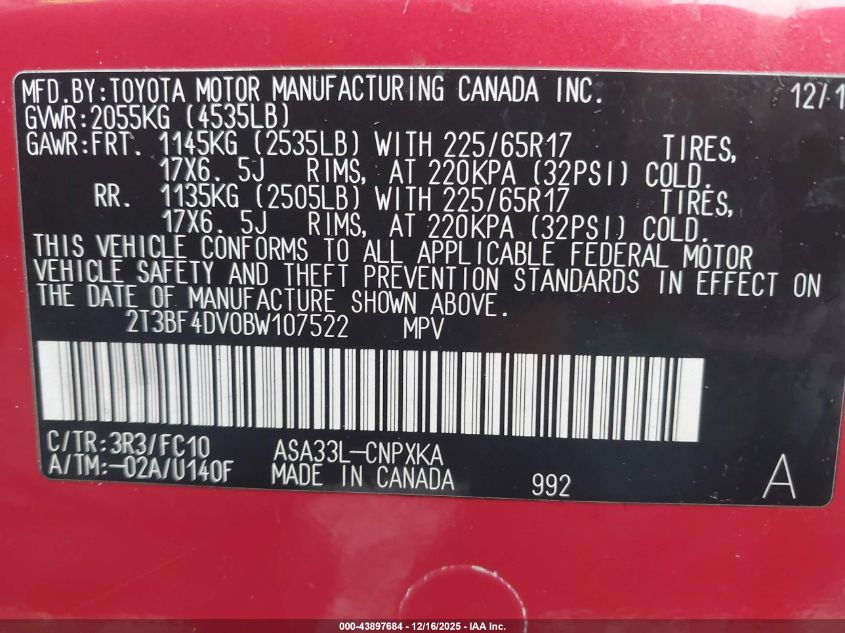 MFD.BY:TOYOTA MOTOR MANUFACTURING CANADA INC. 12/1
GVWR:2055KG (4535LB)
GAWR:FRT. 1145KG (2535LB) WITH 225/65R17 TIRES,
17X6. 5J RIMS, AT 220KPA (32PSI) COLD.
RR. 1135KG (2505LB) WITH 225/65R17 TIRES,
17X6. 5J RIMS, AT 220KPA (32PSI) COLD.
THIS VEHICLE CONFORMS TO ALL APPLICABLE FEDERAL MOTOR
VEHICLE SAFETY AND THEFT PREVENTION STANDARDS IN EFFECT ON
THE DATE OF MANUFACTURE SHOWN ABOVE.
2T3BF4DV0BW107522 MPV
C/TR:3R3/FC10 ASA33L-CNPXKA
A/TM:-02A/U140F MADE IN CANADA 992 A
000-43897684 - 12/16/2025 - IAA Inc.